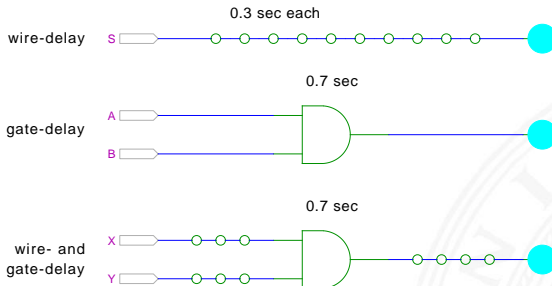 0.3 sec each
wire-delay S
0.7 sec
A
gate-delay
B
0.7 sec
X
wire- and
gate-delay
Y